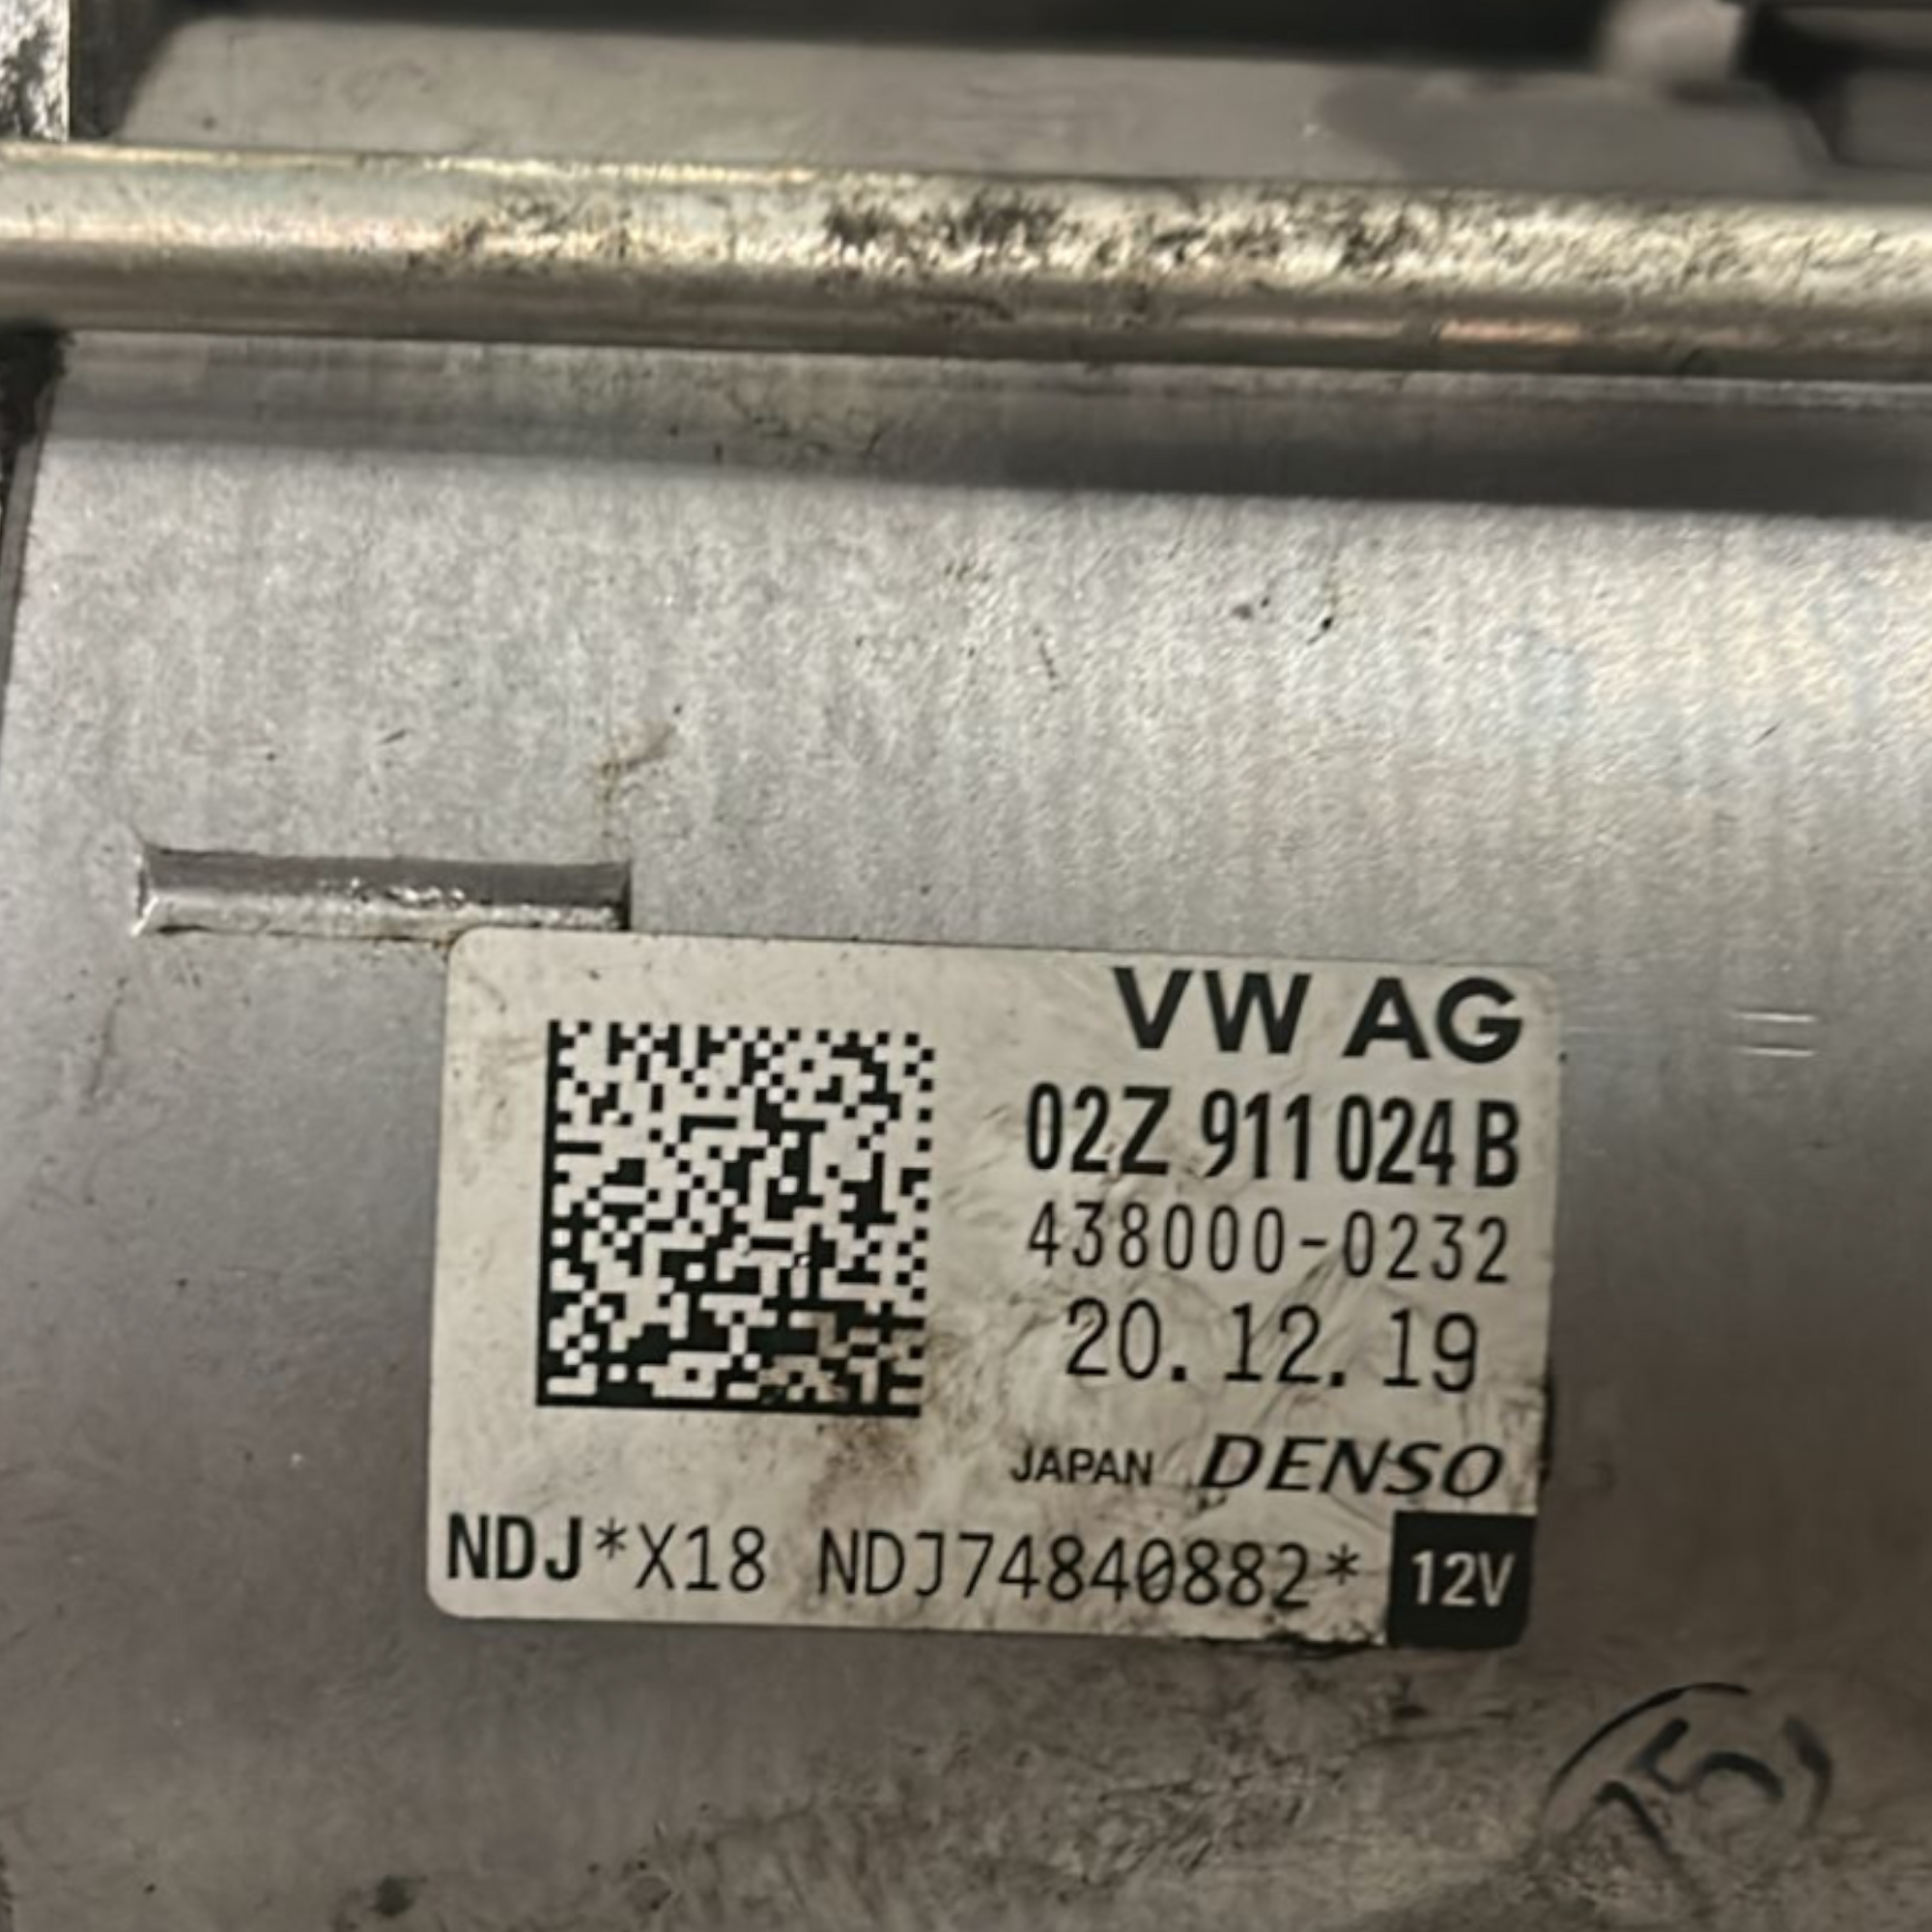 VW AG
02Z 911 024 B
438000-0232
20.12.19
JAPAN DENSO
NDJ*X18 NDJ74840882* 12V